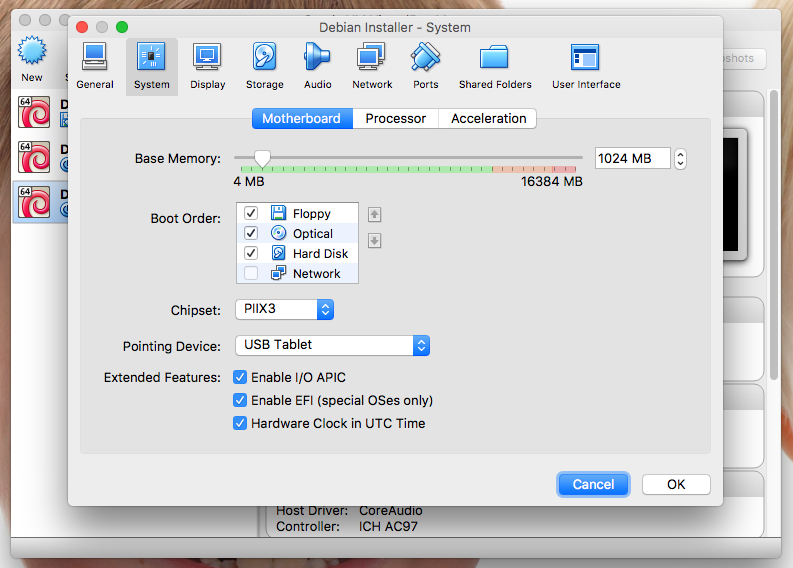 Debian Installer - System
New
shots
General
System
Display
Storage
Audio
Network
Ports
Shared Folders
User Interface
64
D
64
D
64
D
Motherboard
Processor
Acceleration
Base Memory:
1024 MB
4 MB
16384 MB
Boot Order:
Floppy
Optical
Hard Disk
Network
Chipset:
PIIX3
Pointing Device:
USB Tablet
Extended Features:
Enable I/O APIC
Enable EFI (special OSes only)
Hardware Clock in UTC Time
Cancel
OK
Host Driver: CoreAudio
Controller: ICH AC97